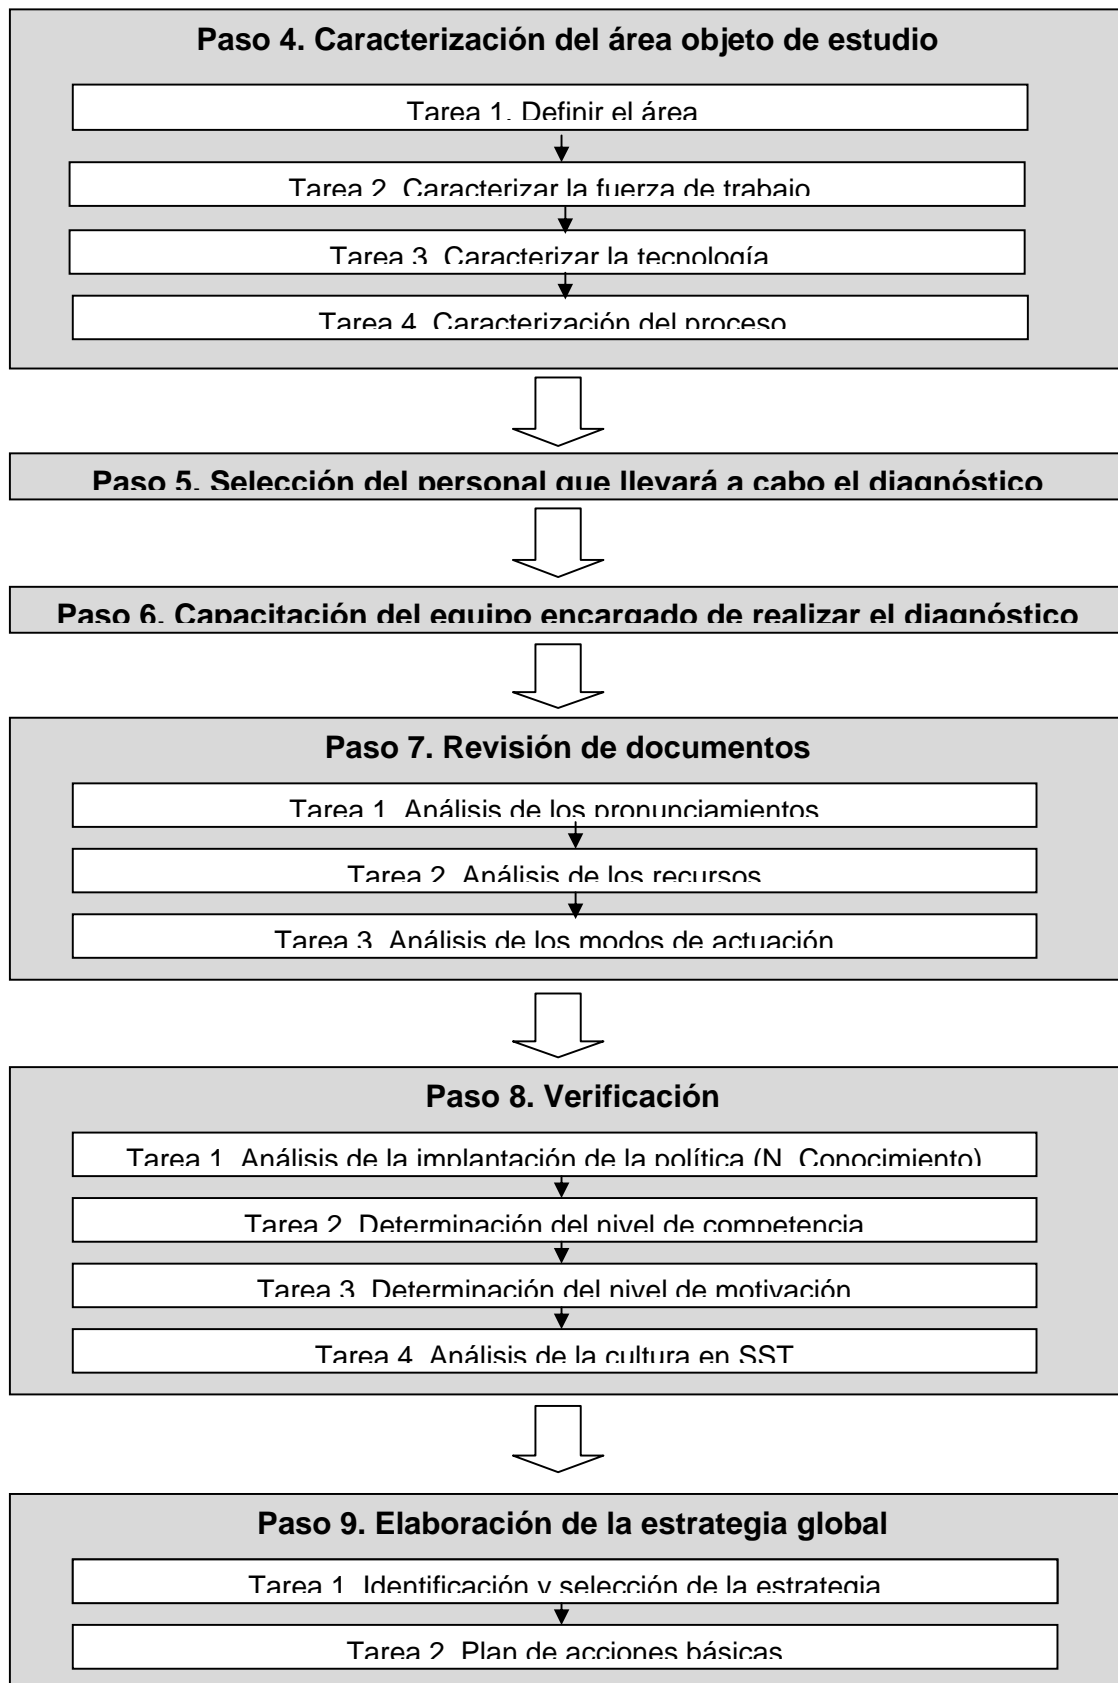 Paso 4. Caracterización del área objeto de estudio
Tarea 1. Definir el área
Tarea 2. Caracterizar la fuerza de trabajo
Tarea 3. Caracterizar la tecnología
Tarea 4. Caracterización del proceso
Paso 5. Selección del personal que llevará a cabo el diagnóstico
Paso 6. Capacitación del equipo encargado de realizar el diagnóstico
Paso 7. Revisión de documentos
Tarea 1. Análisis de los pronunciamientos
Tarea 2. Análisis de los recursos
Tarea 3. Análisis de los modos de actuación
Paso 8. Verificación
Tarea 1. Análisis de la implantación de la política (N. Conocimiento)
Tarea 2. Determinación del nivel de competencia
Tarea 3. Determinación del nivel de motivación
Tarea 4. Análisis de la cultura en SST
Paso 9. Elaboración de la estrategia global
Tarea 1. Identificación y selección de la estrategia
Tarea 2. Plan de acciones básicas